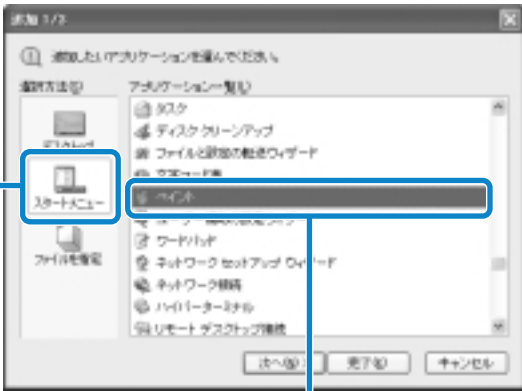 追加 1/3
追加したいアプリケーションを選んでください。
選択方法(S)
アプリケーション一覧(L)
デスクトップ
スタートメニュー
ファイルを指定
タスク
ディスク クリーンアップ
ファイルと設定の転送ウィザード
文字コード表
ペイント
ワードパッド
ネットワーク セットアップ ウィザード
ネットワーク接続
ハイパーターミナル
リモート デスクトップ接続
次へ(N) >
完了(F)
キャンセル